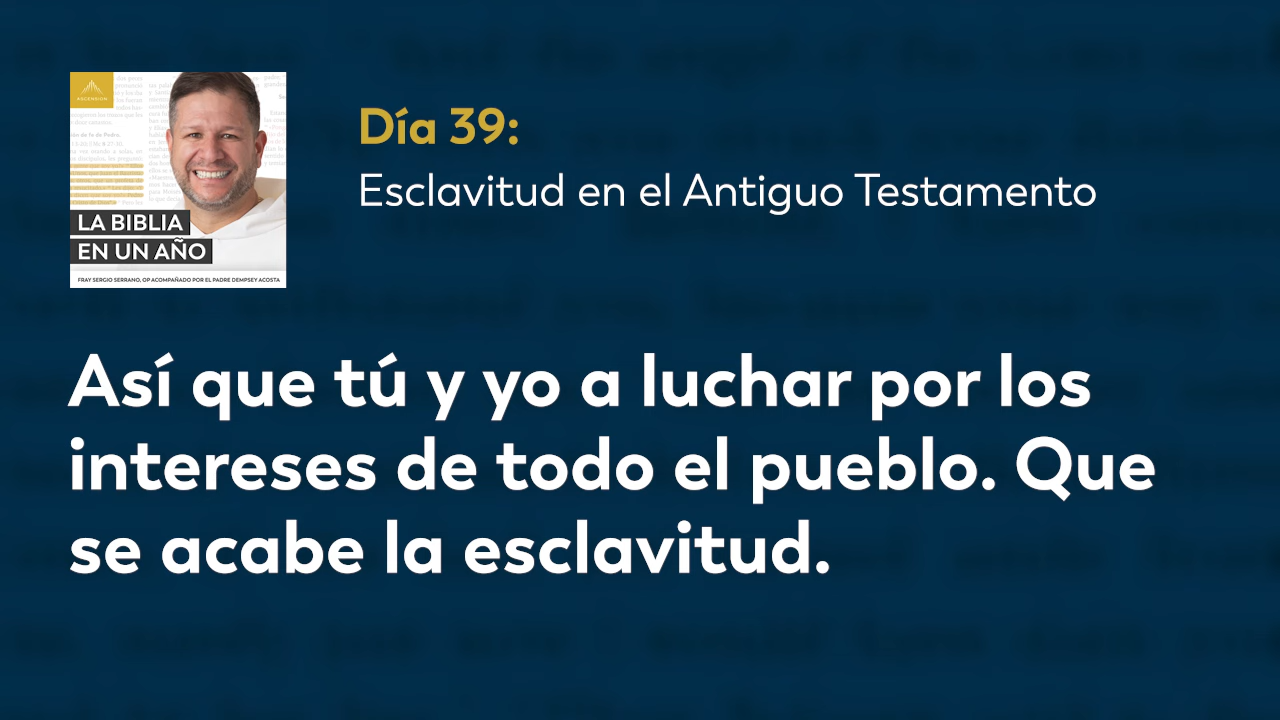 ASCENSION
LA BIBLIA
EN UN AÑO
FRAY SERGIO SERRANO, OP ACOMPAÑADO POR EL PADRE DEMPSEY ACOSTA
Día 39:
Esclavitud en el Antiguo Testamento
Así que tú y yo a luchar por los
intereses de todo el pueblo. Que
se acabe la esclavitud.